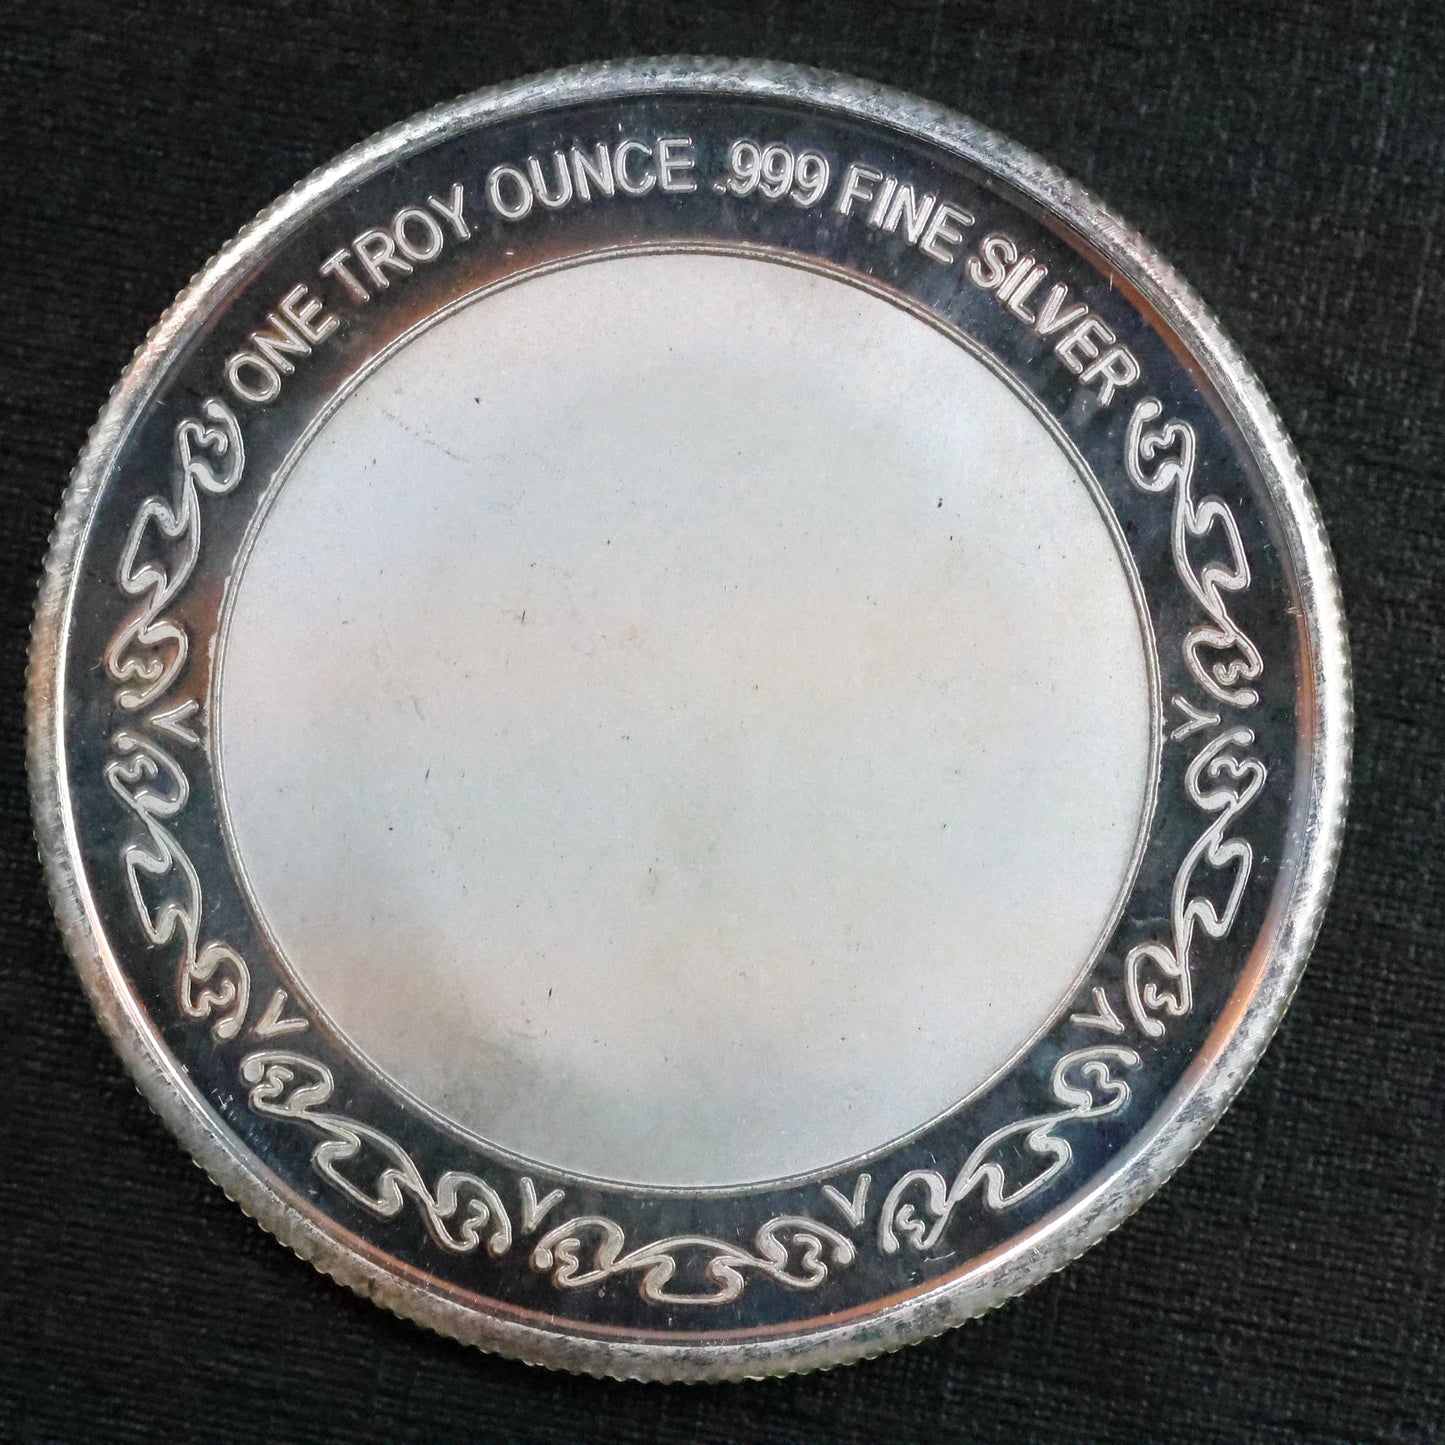 ONE TROY OUNCE .999 FINE SILVER